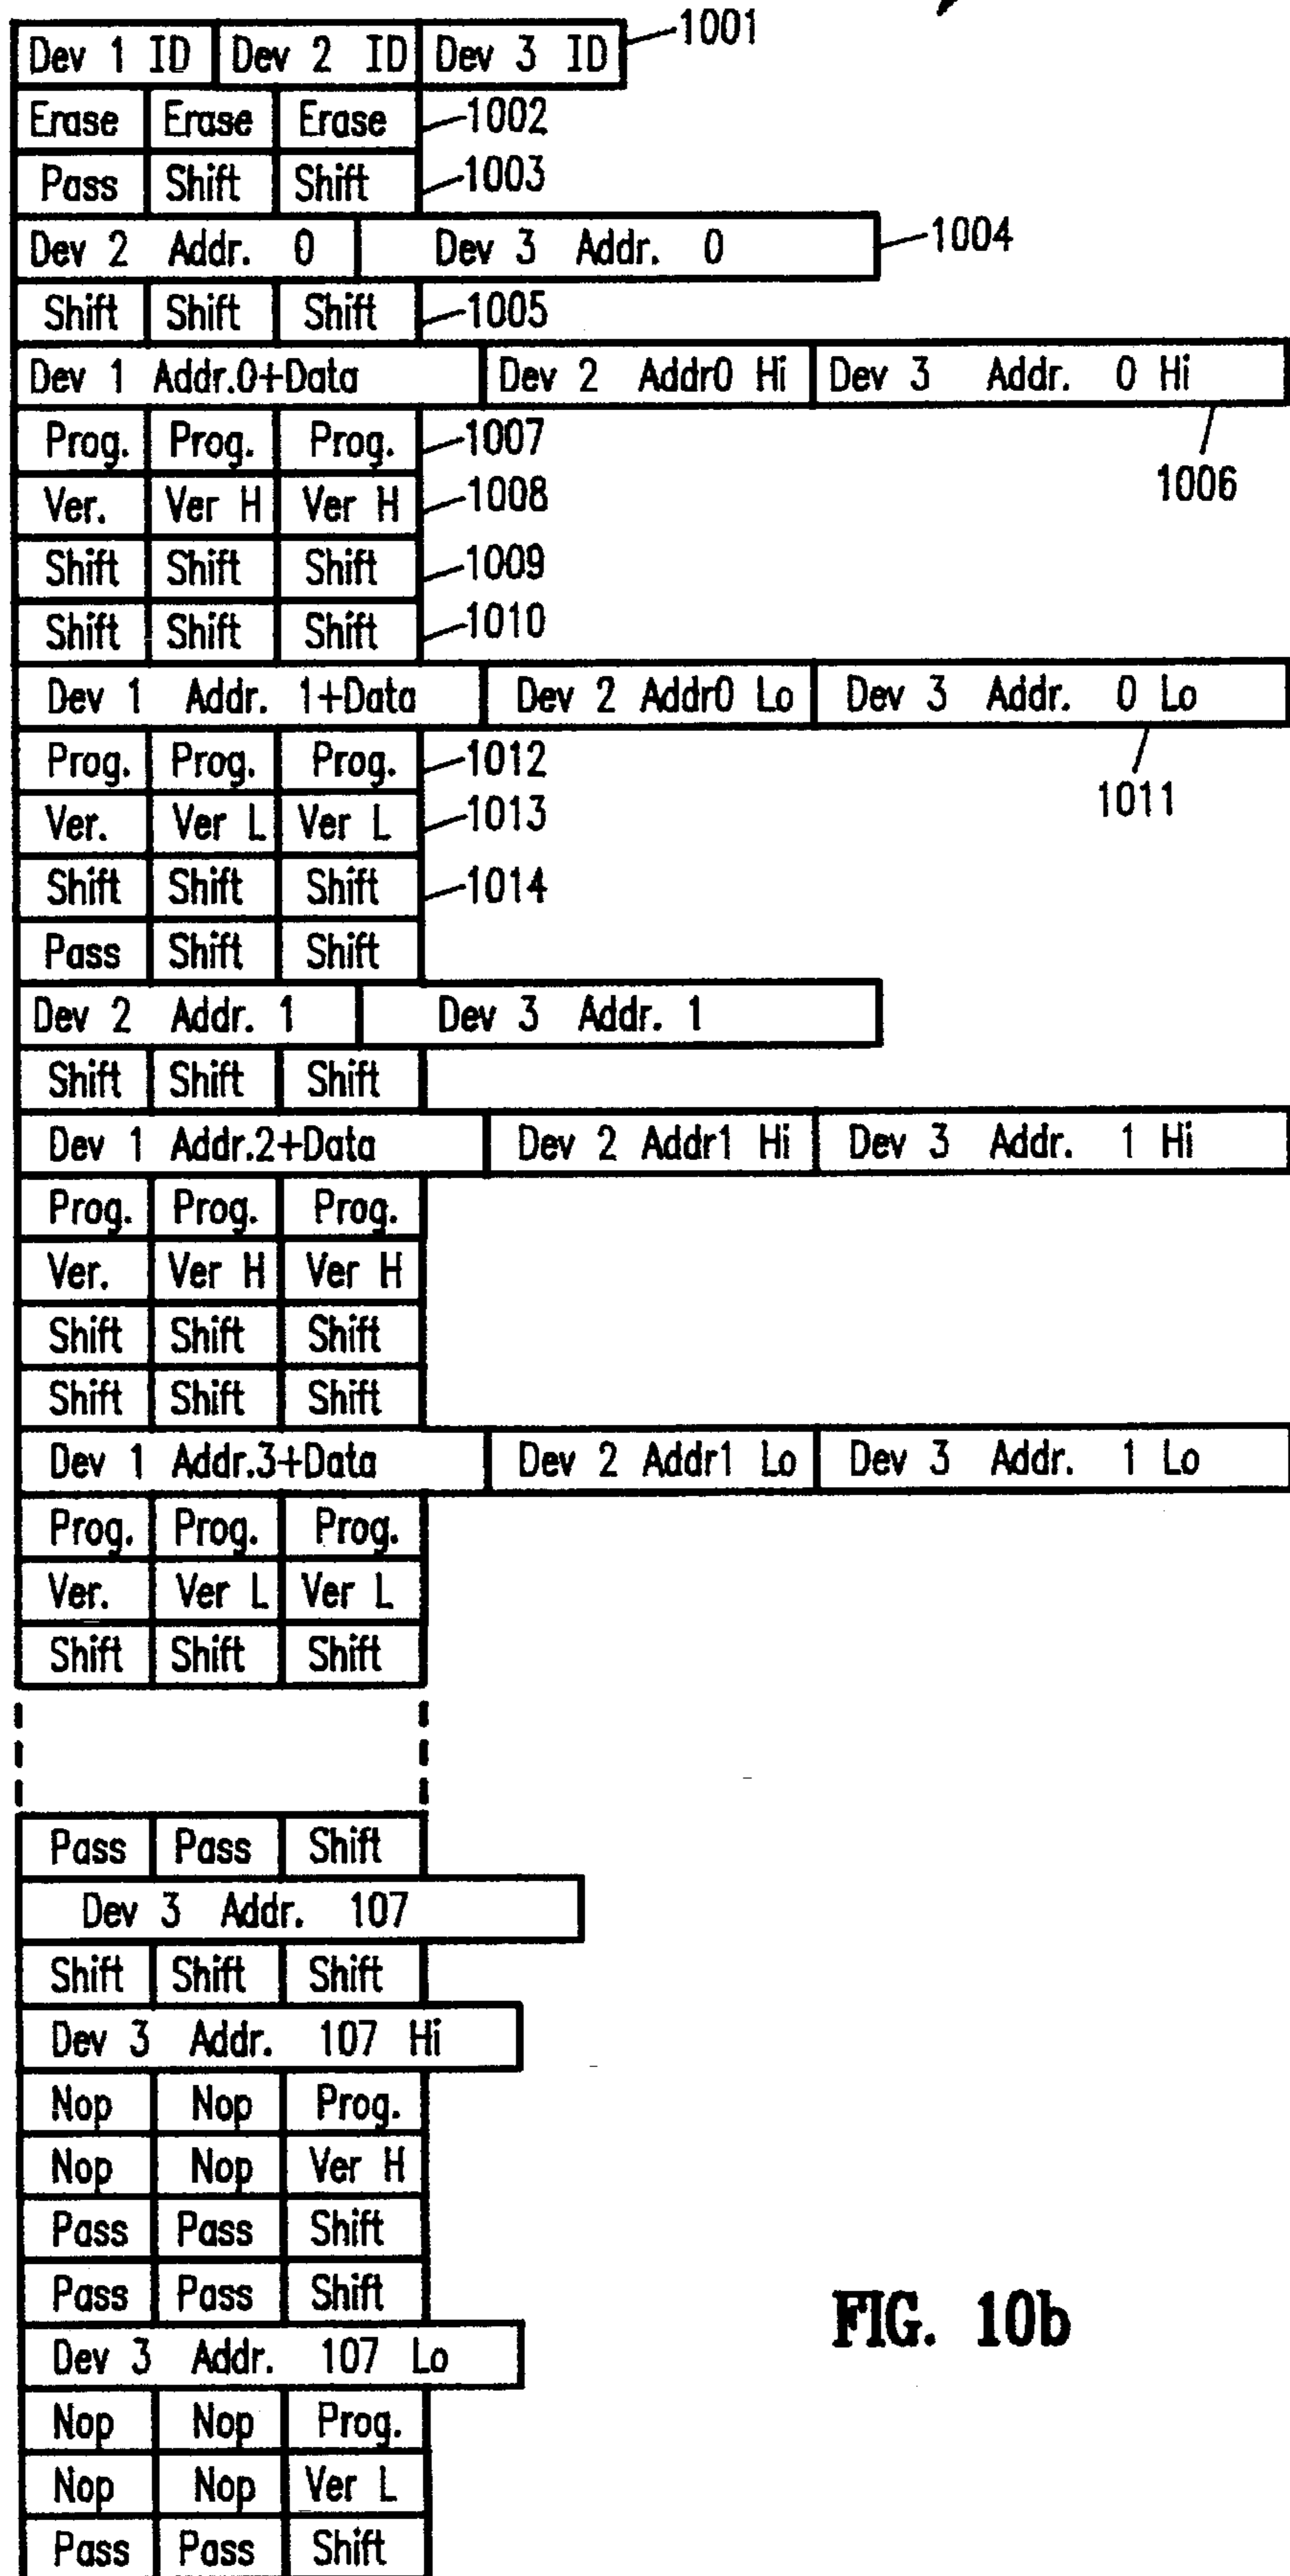 Dev 1 ID Dev 2 ID Dev 3 ID 1001
Erase Erase Erase 1002
Pass Shift Shift 1003
Dev 2 Addr. 0 Dev 3 Addr. 0 1004
Shift Shift Shift 1005
Dev 1 Addr.0+Data Dev 2 Addr0 Hi Dev 3 Addr. 0 Hi
Prog. Prog. Prog. 1007
1006
Ver. Ver H Ver H 1008
Shift Shift Shift 1009
Shift Shift Shift 1010
Dev 1 Addr. 1+Data Dev 2 Addr0 Lo Dev 3 Addr. 0 Lo
Prog. Prog. Prog. 1012
1011
Ver. Ver L Ver L 1013
Shift Shift Shift 1014
Pass Shift Shift
Dev 2 Addr. 1 Dev 3 Addr. 1
Shift Shift Shift
Dev 1 Addr.2+Data Dev 2 Addr1 Hi Dev 3 Addr. 1 Hi
Prog. Prog. Prog.
Ver. Ver H Ver H
Shift Shift Shift
Shift Shift Shift
Dev 1 Addr.3+Data Dev 2 Addr1 Lo Dev 3 Addr. 1 Lo
Prog. Prog. Prog.
Ver. Ver L Ver L
Shift Shift Shift
Pass Pass Shift
Dev 3 Addr. 107
Shift Shift Shift
Dev 3 Addr. 107 Hi
Nop Nop Prog.
Nop Nop Ver H
Pass Pass Shift
Pass Pass Shift
Dev 3 Addr. 107 Lo
Nop Nop Prog.
Nop Nop Ver L
Pass Pass Shift
FIG. 10b